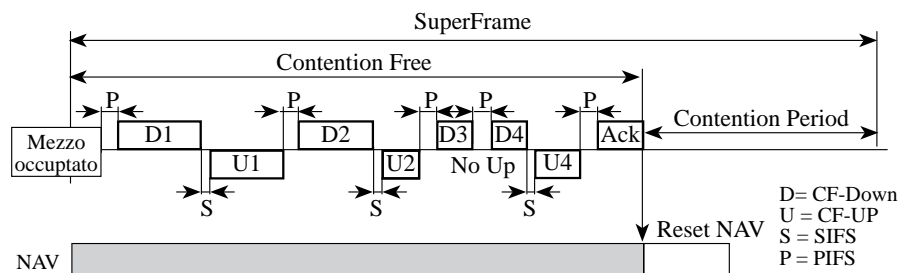 SuperFrame
Contention Free
P P P P P
Mezzo
occuptato
D1 D2 D3 D4 Ack
Contention Period
U1 U2 No Up U4
S S S
D= CF-Down
U = CF-UP
S = SIFS
P = PIFS
Reset NAV
NAV